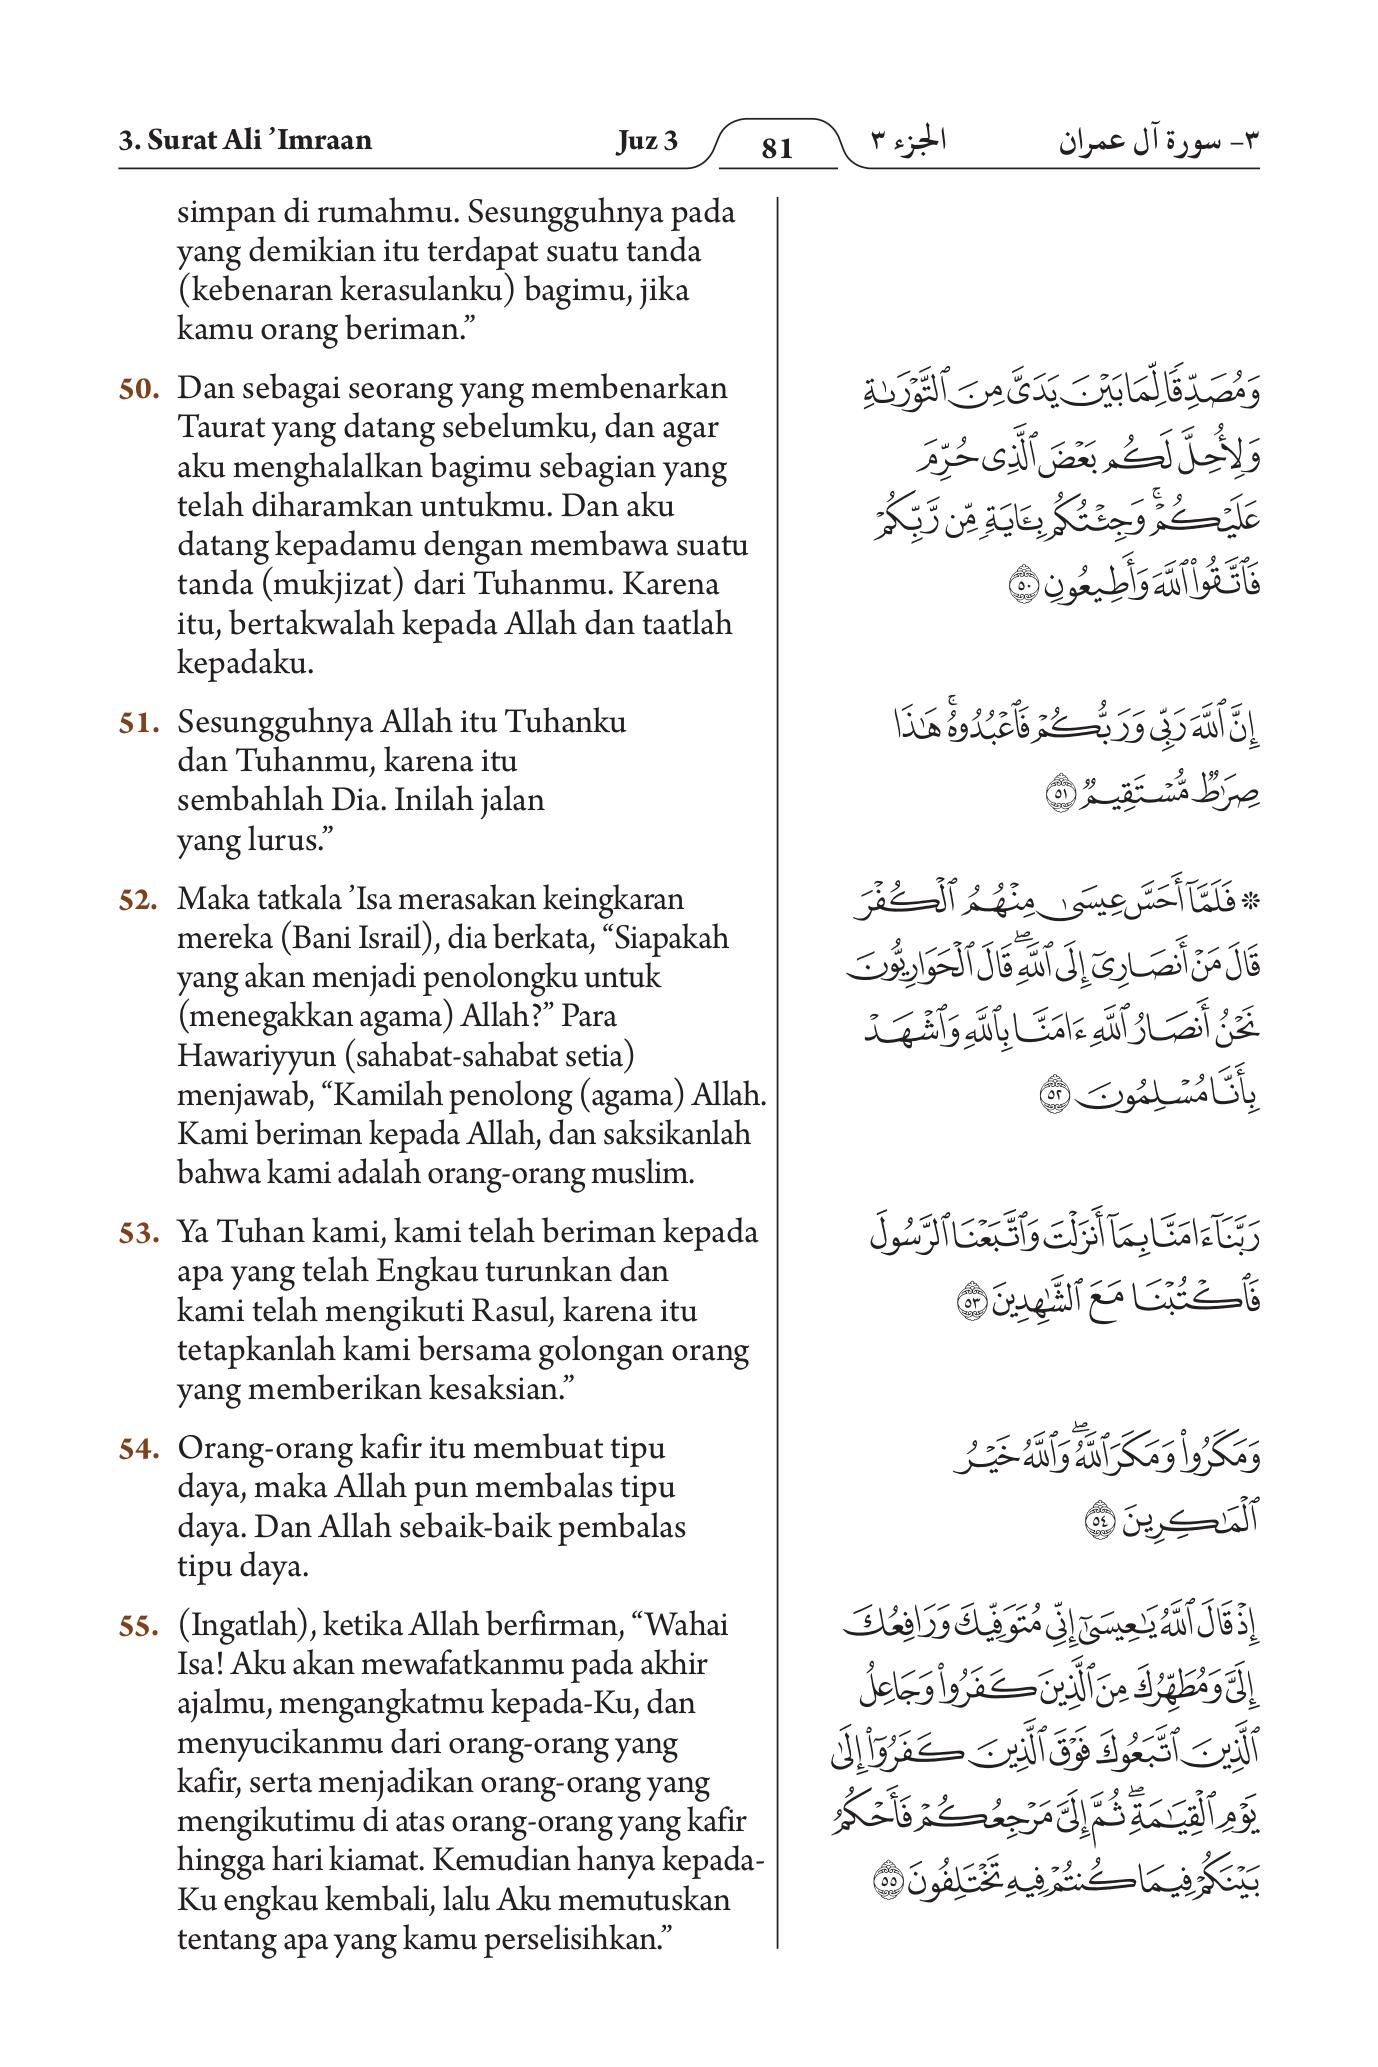 3. Surat Ali ’Imraan
Juz 3
81
الجزء ٣
٣- سورة آل عمران
simpan di rumahmu. Sesungguhnya pada
yang demikian itu terdapat suatu tanda
(kebenaran kerasulanku) bagimu, jika
kamu orang beriman.”
50. Dan sebagai seorang yang membenarkan
Taurat yang datang sebelumku, dan agar
aku menghalalkan bagimu sebagian yang
telah diharamkan untukmu. Dan aku
datang kepadamu dengan membawa suatu
tanda (mukjizat) dari Tuhanmu. Karena
itu, bertakwalah kepada Allah dan taatlah
kepadaku.
51. Sesungguhnya Allah itu Tuhanku
dan Tuhanmu, karena itu
sembahlah Dia. Inilah jalan
yang lurus.”
52. Maka tatkala ’Isa merasakan keingkaran
mereka (Bani Israil), dia berkata, “Siapakah
yang akan menjadi penolongku untuk
(menegakkan agama) Allah?” Para
Hawariyyun (sahabat-sahabat setia)
menjawab, “Kamilah penolong (agama) Allah.
Kami beriman kepada Allah, dan saksikanlah
bahwa kami adalah orang-orang muslim.
53. Ya Tuhan kami, kami telah beriman kepada
apa yang telah Engkau turunkan dan
kami telah mengikuti Rasul, karena itu
tetapkanlah kami bersama golongan orang
yang memberikan kesaksian.”
54. Orang-orang kafir itu membuat tipu
daya, maka Allah pun membalas tipu
daya. Dan Allah sebaik-baik pembalas
tipu daya.
55. (Ingatlah), ketika Allah berfirman, “Wahai
Isa! Aku akan mewafatkanmu pada akhir
ajalmu, mengangkatmu kepada-Ku, dan
menyucikanmu dari orang-orang yang
kafir, serta menjadikan orang-orang yang
mengikutimu di atas orang-orang yang kafir
hingga hari kiamat. Kemudian hanya kepada-
Ku engkau kembali, lalu Aku memutuskan
tentang apa yang kamu perselisihkan.”
وَمُصَدِّقًا لِّمَا بَيْنَ يَدَىَّ مِنَ ٱلتَّوْرَىٰةِ
وَلِأُحِلَّ لَكُم بَعْضَ ٱلَّذِى حُرِّمَ
عَلَيْكُمْ ۚ وَجِئْتُكُم بِـَٔايَةٍ مِّن رَّبِّكُمْ
فَٱتَّقُوا۟ ٱللَّهَ وَأَطِيعُونِ ٥٠
إِنَّ ٱللَّهَ رَبِّى وَرَبُّكُمْ فَٱعْبُدُوهُ ۚ هَـٰذَا
صِرَٰطٌ مُّسْتَقِيمٌ ٥١
۞ فَلَمَّآ أَحَسَّ عِيسَىٰ مِنْهُمُ ٱلْكُفْرَ
قَالَ مَنْ أَنصَارِىٓ إِلَى ٱللَّهِ ۖ قَالَ ٱلْحَوَارِيُّونَ
نَحْنُ أَنصَارُ ٱللَّهِ ءَامَنَّا بِٱللَّهِ وَٱشْهَدْ
بِأَنَّا مُسْلِمُونَ ٥٢
رَبَّنَآ ءَامَنَّا بِمَآ أَنزَلْتَ وَٱتَّبَعْنَا ٱلرَّسُولَ
فَٱكْتُبْنَا مَعَ ٱلشَّـٰهِدِينَ ٥٣
وَمَكَرُوا۟ وَمَكَرَ ٱللَّهُ ۖ وَٱللَّهُ خَيْرُ
ٱلْمَـٰكِرِينَ ٥٤
إِذْ قَالَ ٱللَّهُ يَـٰعِيسَىٰٓ إِنِّى مُتَوَفِّيكَ وَرَافِعُكَ
إِلَىَّ وَمُطَهِّرُكَ مِنَ ٱلَّذِينَ كَفَرُوا۟ وَجَاعِلُ
ٱلَّذِينَ ٱتَّبَعُوكَ فَوْقَ ٱلَّذِينَ كَفَرُوٓا۟ إِلَىٰ
يَوْمِ ٱلْقِيَـٰمَةِ ۖ ثُمَّ إِلَىَّ مَرْجِعُكُمْ فَأَحْكُمُ
بَيْنَكُمْ فِيمَا كُنتُمْ فِيهِ تَخْتَلِفُونَ ٥٥